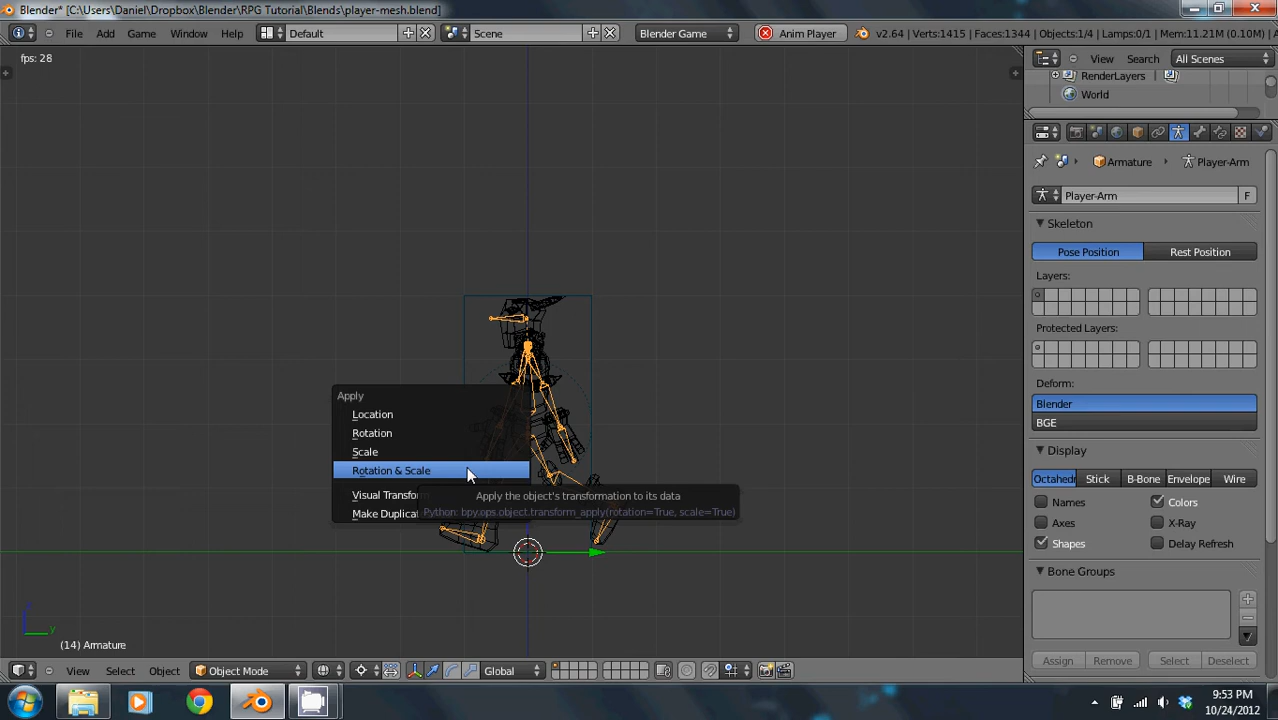 Blender* [C:\Users\Daniel\Dropbox\Blender\RPG Tutorial\Blends\player-mesh.blend]
File Add Game Window Help Default Scene Blender Game Anim Player v2.64 | Verts:1415 | Faces:1344 | Objects:1/4 | Lamps:0/1 | Mem:11.21M (0.10M) | A
fps: 28
View Search All Scenes
RenderLayers
World
Armature Player-Arm
Player-Arm F
Skeleton
Pose Position Rest Position
Layers:
Protected Layers:
Deform:
Blender
BGE
Display
Octahedr Stick B-Bone Envelope Wire
Names Colors
Axes X-Ray
Shapes Delay Refresh
Bone Groups
Assign Remove Select Deselect
Apply
Location
Rotation
Scale
Rotation & Scale
Visual Transform
Make Duplicat
Apply the object's transformation to its data
Python: bpy.ops.object.transform_apply(rotation=True, scale=True)
z
y
(14) Armature
View Select Object Object Mode Global
9:53 PM
10/24/2012